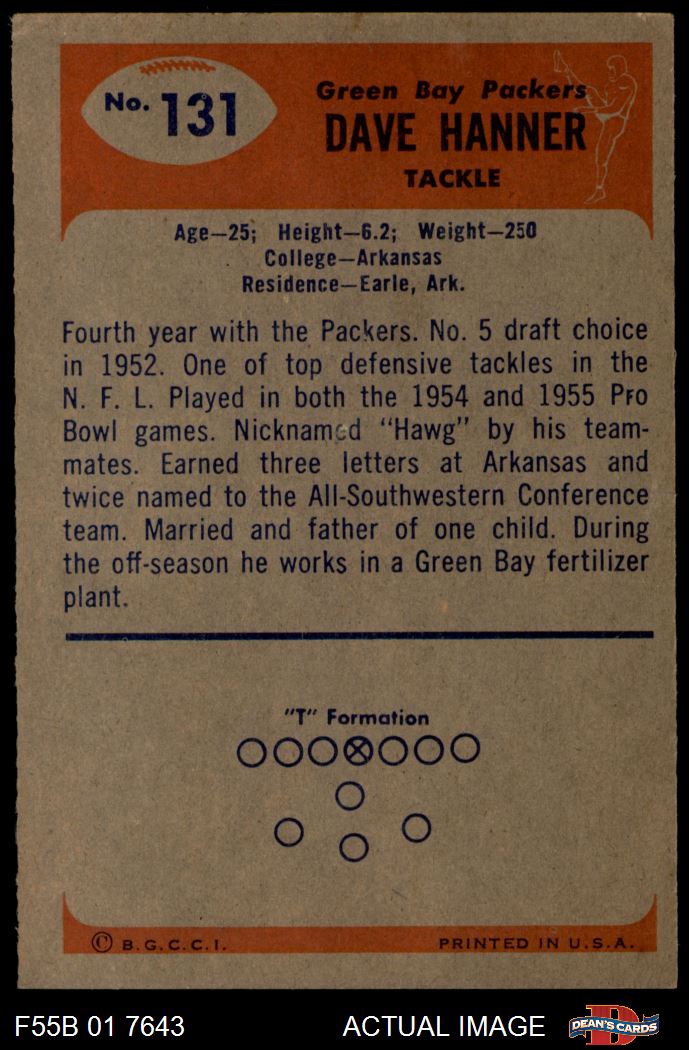 No. 131
Green Bay Packers
DAVE HANNER
TACKLE
Age—25; Height—6.2; Weight—250
College—Arkansas
Residence—Earle, Ark.
Fourth year with the Packers. No. 5 draft choice
in 1952. One of top defensive tackles in the
N. F. L. Played in both the 1954 and 1955 Pro
Bowl games. Nicknamed "Hawg" by his team-
mates. Earned three letters at Arkansas and
twice named to the All-Southwestern Conference
team. Married and father of one child. During
the off-season he works in a Green Bay fertilizer
plant.
"T" Formation
© B. G. C. C. I.
PRINTED IN U. S. A.
F55B 01 7643
ACTUAL IMAGE
D
DEAN'S CARDS